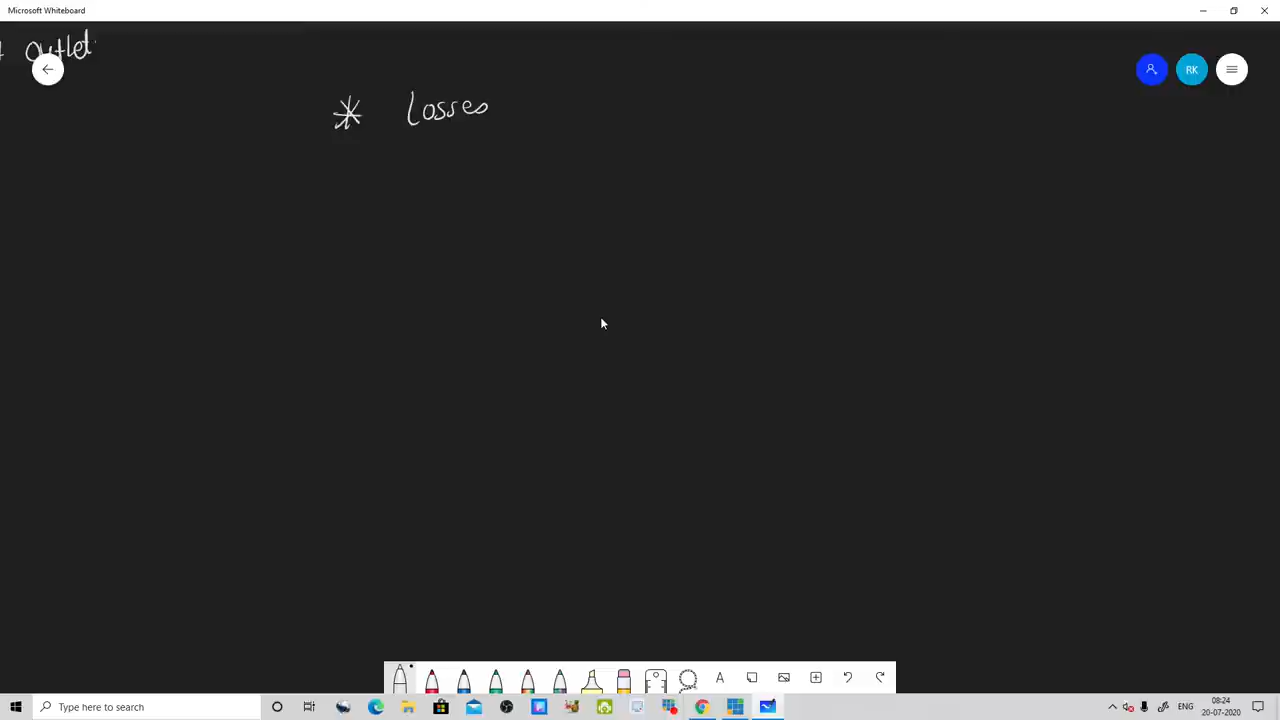 Microsoft Whiteboard
outlet
RK
* Losses
A
Type here to search
ENG
08:24
20-07-2020